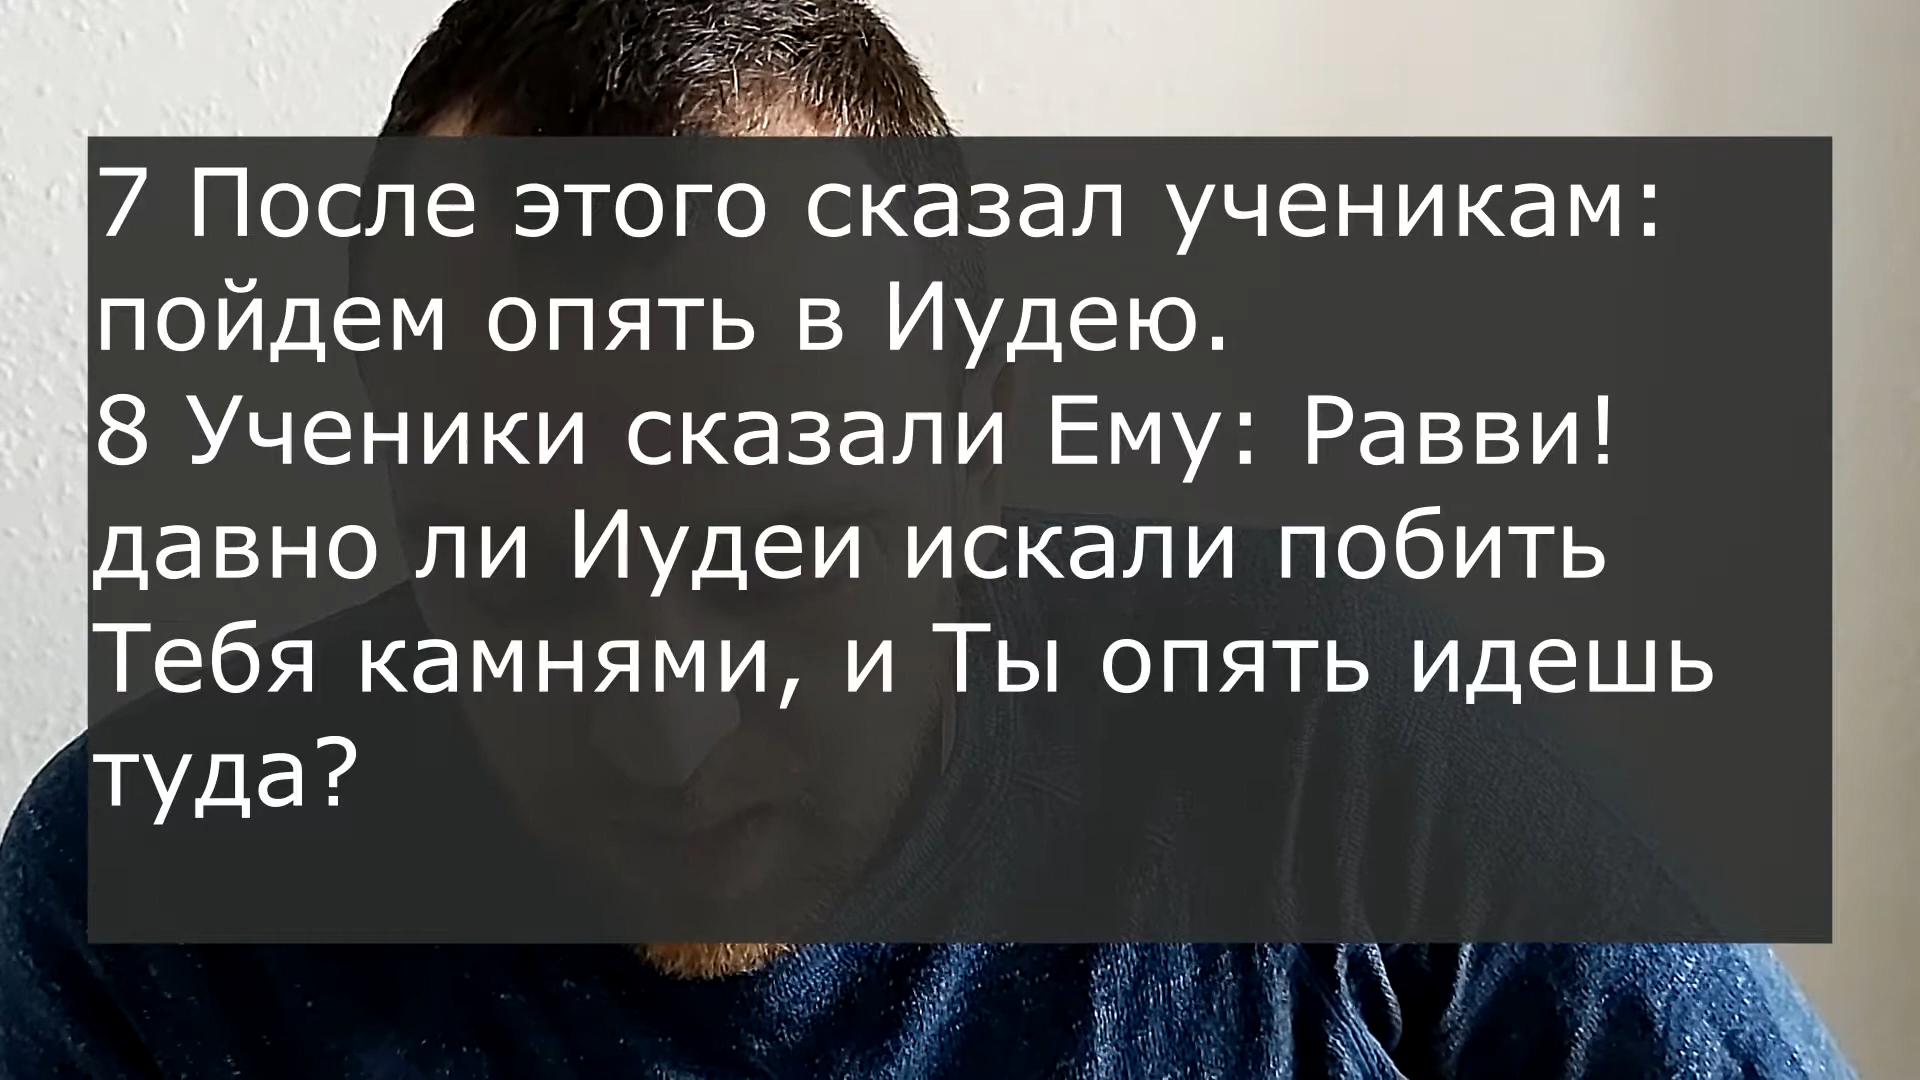 7 После этого сказал ученикам:
пойдем опять в Иудею.
8 Ученики сказали Ему: Равви!
давно ли Иудеи искали побить
Тебя камнями, и Ты опять идешь
туда?